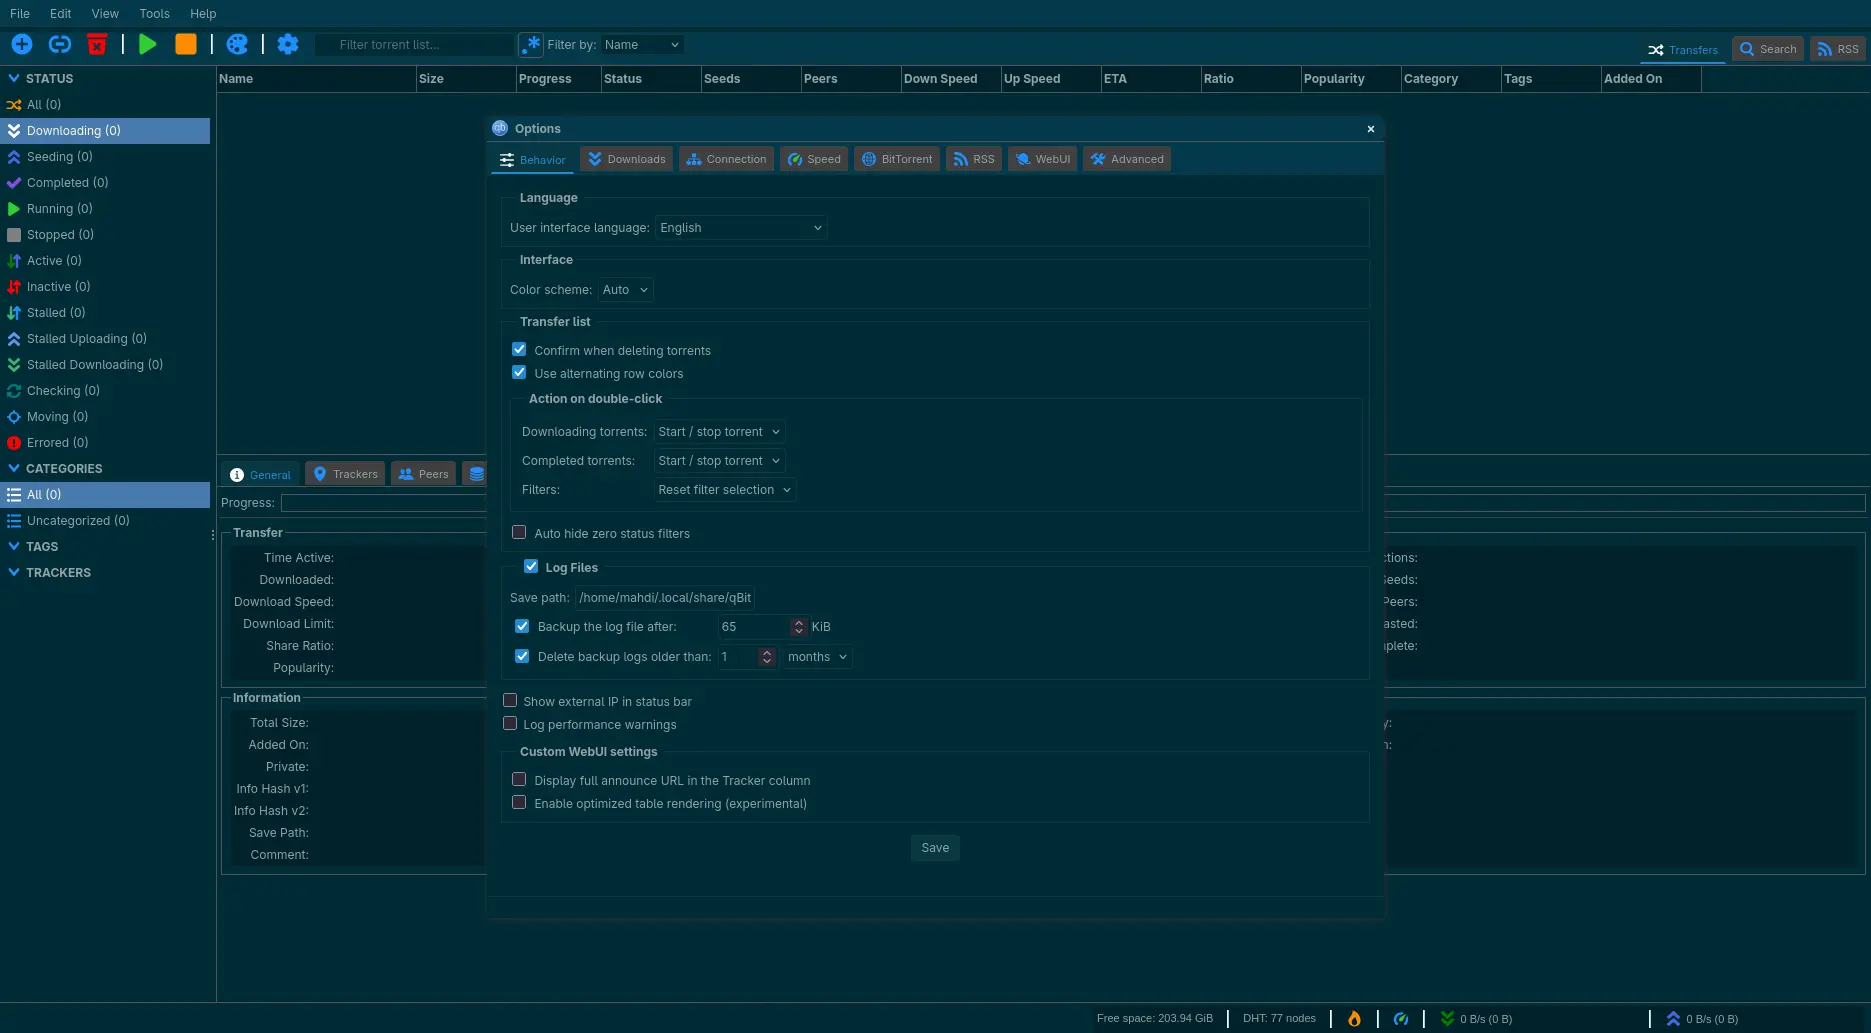 File Edit View Tools Help
Filter torrent list... .* Filter by: Name
Transfers Search RSS
STATUS
All (0)
Downloading (0)
Seeding (0)
Completed (0)
Running (0)
Stopped (0)
Active (0)
Inactive (0)
Stalled (0)
Stalled Uploading (0)
Stalled Downloading (0)
Checking (0)
Moving (0)
Errored (0)
CATEGORIES
All (0)
Uncategorized (0)
TAGS
TRACKERS
Name Size Progress Status Seeds Peers Down Speed Up Speed ETA Ratio Popularity Category Tags Added On
qb Options ×
Behavior Downloads Connection Speed BitTorrent RSS WebUI Advanced
Language
User interface language: English
Interface
Color scheme: Auto
Transfer list
Confirm when deleting torrents
Use alternating row colors
Action on double-click
Downloading torrents: Start / stop torrent
Completed torrents: Start / stop torrent
Filters: Reset filter selection
Auto hide zero status filters
Log Files
Save path: /home/mahdi/.local/share/qBit
Backup the log file after: 65 KiB
Delete backup logs older than: 1 months
Show external IP in status bar
Log performance warnings
Custom WebUI settings
Display full announce URL in the Tracker column
Enable optimized table rendering (experimental)
Save
General Trackers Peers
Progress:
Transfer
Time Active:
Downloaded:
Download Speed:
Download Limit:
Share Ratio:
Popularity:
ctions:
Seeds:
Peers:
asted:
plete:
Information
Total Size:
Added On:
Private:
Info Hash v1:
Info Hash v2:
Save Path:
Comment:
y:
n:
Free space: 203.94 GiB DHT: 77 nodes 0 B/s (0 B) 0 B/s (0 B)